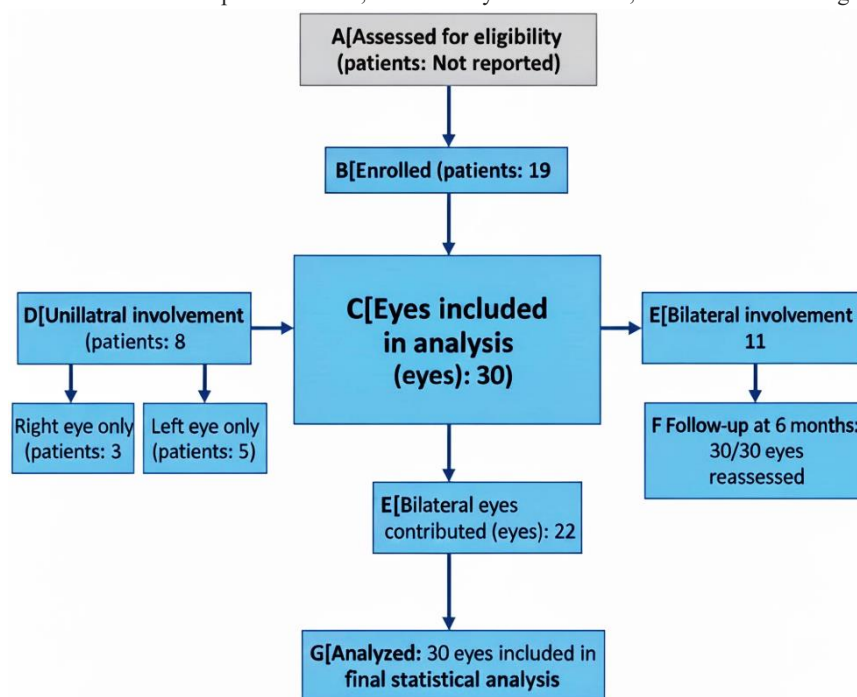 A[Assessed for eligibility
(patients: Not reported)
B[Enrolled (patients: 19
C[Eyes included
in analysis
(eyes): 30)
D[Unillatral involvement
(patients: 8
E[Bilateral involvement
11
Right eye only
(patients: 3
Left eye only
(patients: 5)
F Follow-up at 6 months:
30/30 eyes
reassessed
E[Bilateral eyes
contributed (eyes): 22
G[Analyzed: 30 eyes included in
final statistical analysis